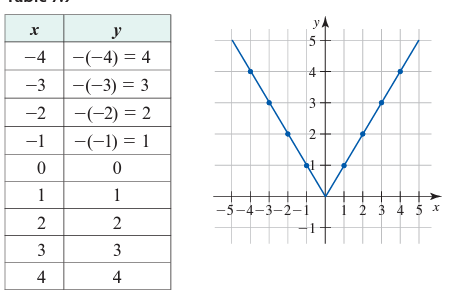 x y
−4 −(−4) = 4
−3 −(−3) = 3
−2 −(−2) = 2
−1 −(−1) = 1
0 0
1 1
2 2
3 3
4 4
y
5
4
3
2
1
−5 −4 −3 −2 −1 1 2 3 4 5 x
−1